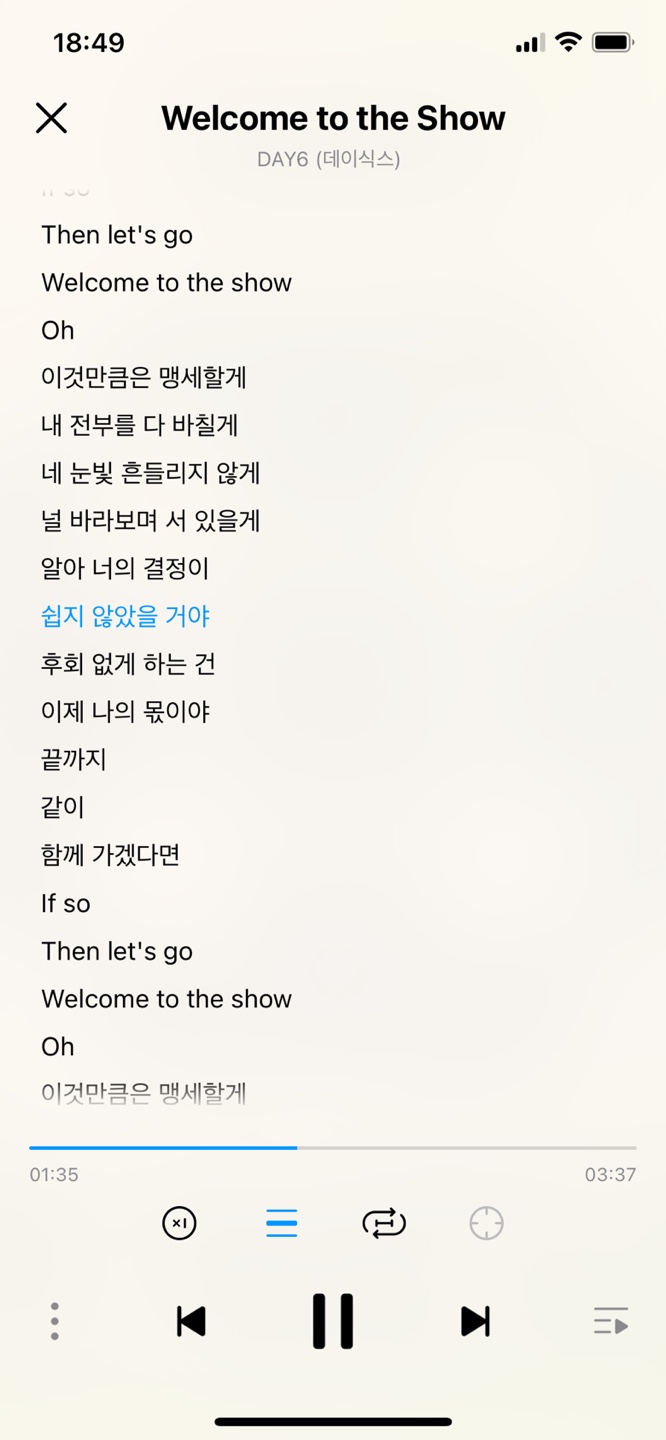 18:49
Welcome to the Show
DAY6 (데이식스)
If so
Then let's go
Welcome to the show
Oh
이것만큼은 맹세할게
내 전부를 다 바칠게
네 눈빛 흔들리지 않게
널 바라보며 서 있을게
알아 너의 결정이
쉽지 않았을 거야
후회 없게 하는 건
이제 나의 몫이야
끝까지
같이
함께 가겠다면
If so
Then let's go
Welcome to the show
Oh
이것만큼은 맹세할게
01:35
03:37
×1